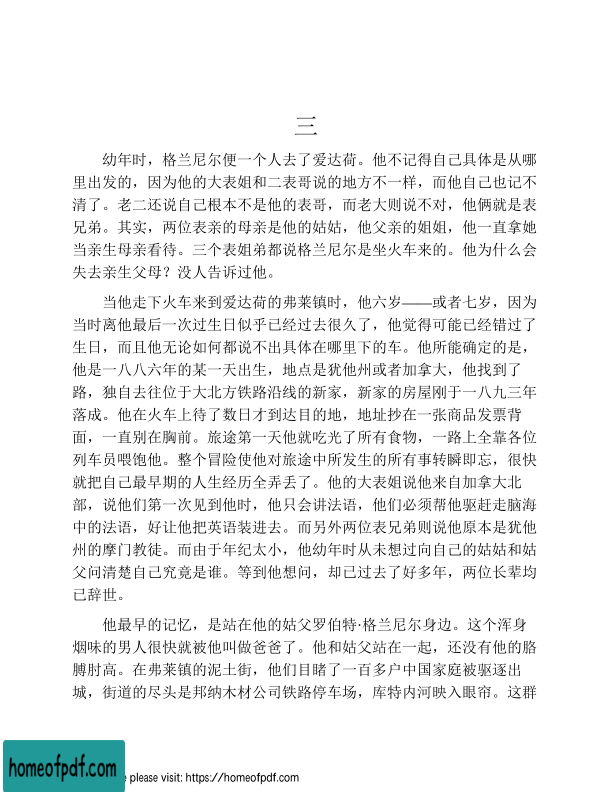 三
幼年时，格兰尼尔便一个人去了爱达荷。他不记得自己具体是从哪
里出发的，因为他的大表姐和二表哥说的地方不一样，而他自己也记不
清了。老二还说自己根本不是他的表哥，而老大则说不对，他俩就是表
兄弟。其实，两位表亲的母亲是他的姑姑，他父亲的姐姐，他一直拿她
当亲生母亲看待。三个表姐弟都说格兰尼尔是坐火车来的。他为什么会
失去亲生父母？没人告诉过他。
当他走下火车来到爱达荷的弗莱镇时，他六岁——或者七岁，因为
当时离他最后一次过生日似乎已经过去很久了，他觉得可能已经错过了
生日，而且他无论如何都说不出具体在哪里下的车。他所能确定的是，
他是一八八六年的某一天出生，地点是犹他州或者加拿大，他找到了
路，独自去往位于大北方铁路沿线的新家，新家的房屋刚于一八九三年
落成。他在火车上待了数日才到达目的地，地址抄在一张商品发票背
面，一直别在胸前。旅途第一天他就吃光了所有食物，一路上全靠各位
列车员喂饱他。整个冒险使他对旅途中所发生的所有事转瞬即忘，很快
就把自己最早期的人生经历全弄丢了。他的大表姐说他来自加拿大北
部，说他们第一次见到他时，他只会讲法语，他们必须帮他驱赶走脑海
中的法语，好让他把英语装进去。而另外两位表兄弟则说他原本是犹他
州的摩门教徒。而由于年纪太小，他幼年时从未想过向自己的姑姑和姑
父问清楚自己究竟是谁。等到他想问，却已过去了好多年，两位长辈均
已辞世。
他最早的记忆，是站在他的姑父罗伯特·格兰尼尔身边。这个浑身
烟味的男人很快就被他叫做爸爸了。他和姑父站在一起，还没有他的胳
膊肘高。在弗莱镇的泥土街，他们目睹了一百多户中国家庭被驱逐出
城，街道的尽头是邦纳木材公司铁路停车场，库特内河映入眼帘。这群
homeofpdf.com
e please visit: https://homeofpdf.com